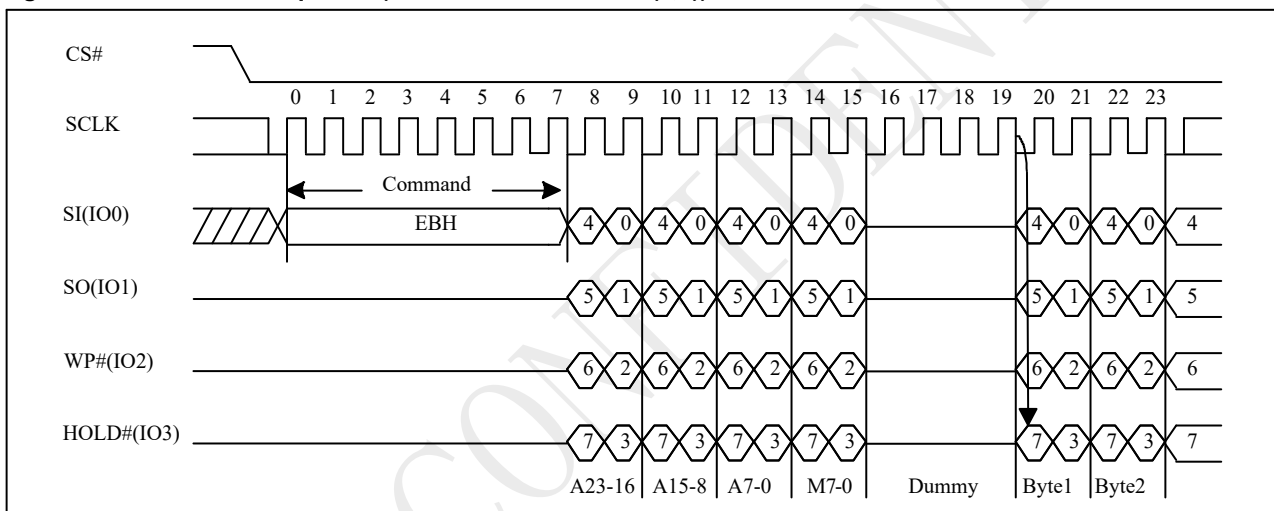 CS#
0 1 2 3 4 5 6 7 8 9 10 11 12 13 14 15 16 17 18 19 20 21 22 23
SCLK
Command
SI(IO0) EBH 4 0 4 0 4 0 4 0 4 0 4 0 4
SO(IO1) 5 1 5 1 5 1 5 1 5 1 5 1 5
WP#(IO2) 6 2 6 2 6 2 6 2 6 2 6 2 6
HOLD#(IO3) 7 3 7 3 7 3 7 3 7 3 7 3 7
A23-16 A15-8 A7-0 M7-0 Dummy Byte1 Byte2